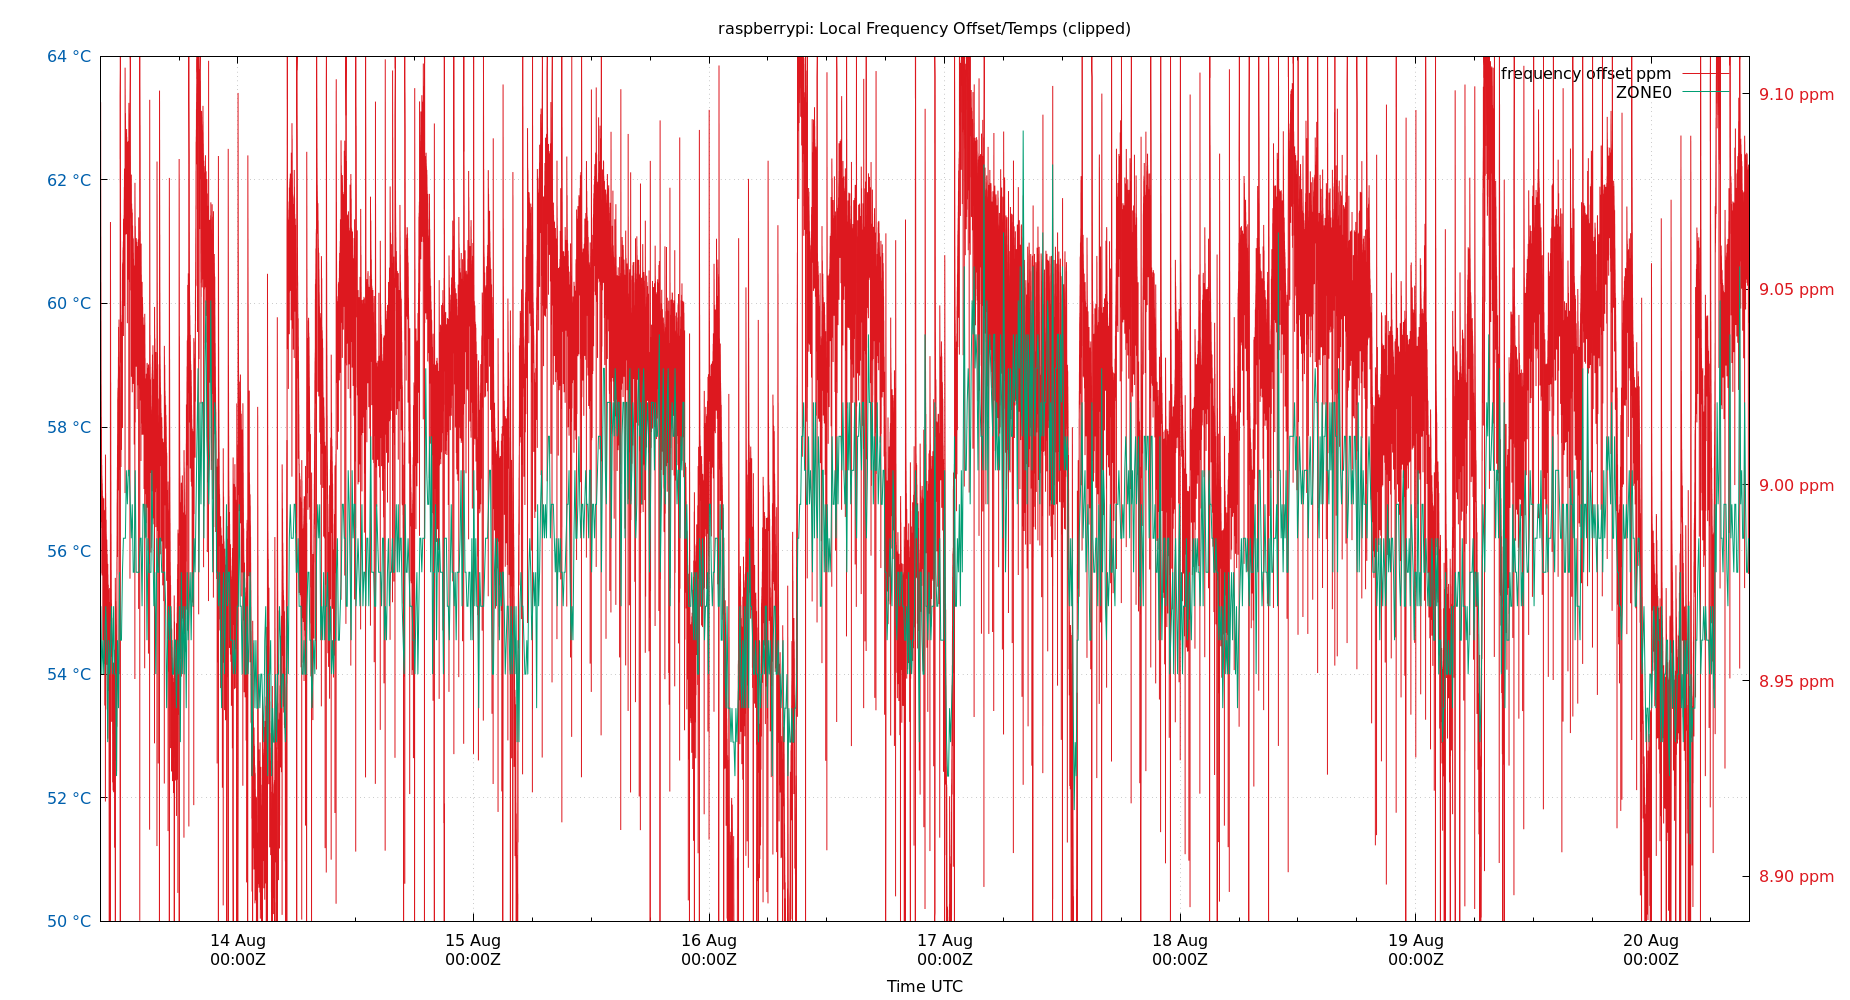 raspberrypi: Local Frequency Offset/Temps (clipped)
64 °C
62 °C
60 °C
58 °C
56 °C
54 °C
52 °C
50 °C
frequency offset ppm
ZONE0
9.10 ppm
9.05 ppm
9.00 ppm
8.95 ppm
8.90 ppm
14 Aug
00:00Z
15 Aug
00:00Z
16 Aug
00:00Z
17 Aug
00:00Z
18 Aug
00:00Z
19 Aug
00:00Z
20 Aug
00:00Z
Time UTC